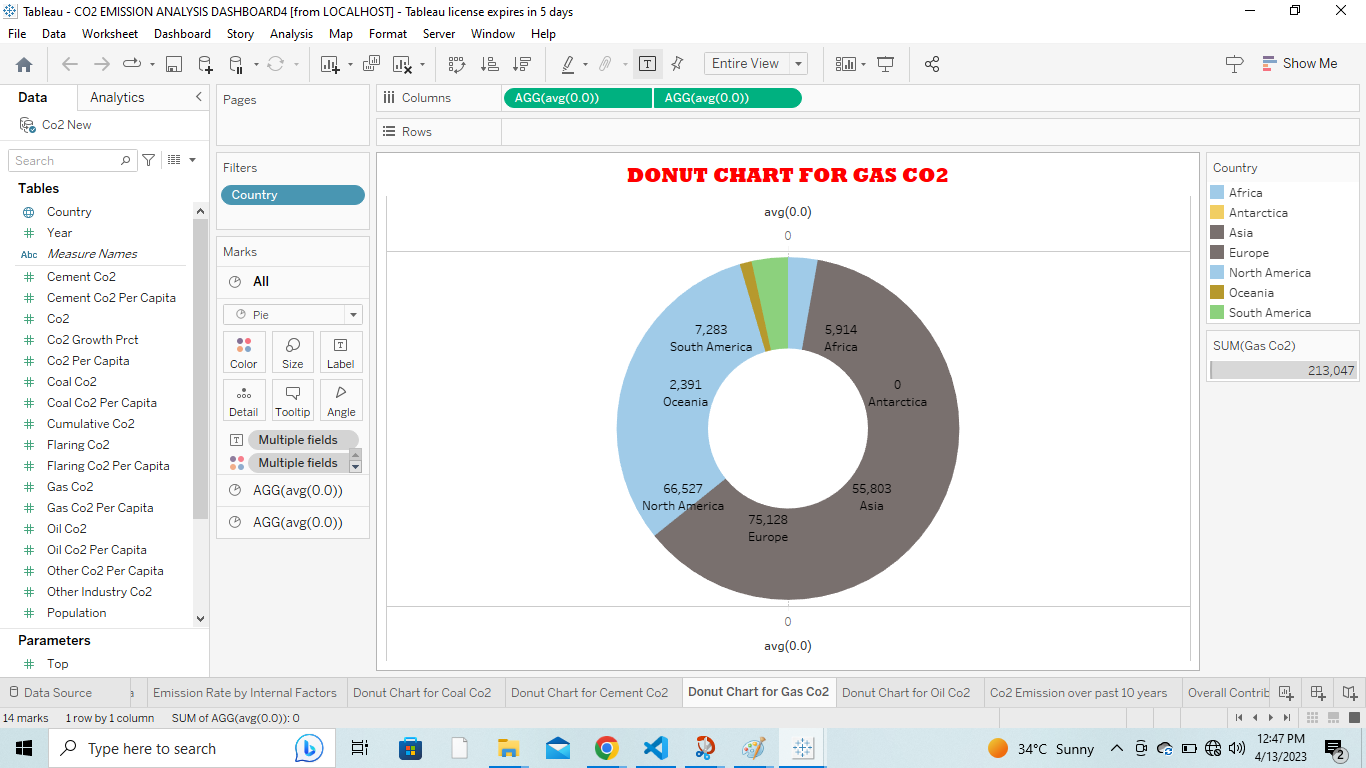 Tableau - CO2 EMISSION ANALYSIS DASHBOARD4 [from LOCALHOST] - Tableau license expires in 5 days
File Data Worksheet Dashboard Story Analysis Map Format Server Window Help
Entire View
Show Me
Data Analytics
Co2 New
Search
Tables
Country
Year
Abc Measure Names
Cement Co2
Cement Co2 Per Capita
Co2
Co2 Growth Prct
Co2 Per Capita
Coal Co2
Coal Co2 Per Capita
Cumulative Co2
Flaring Co2
Flaring Co2 Per Capita
Gas Co2
Gas Co2 Per Capita
Oil Co2
Oil Co2 Per Capita
Other Co2 Per Capita
Other Industry Co2
Population
Parameters
Top
Pages
Filters
Country
Marks
All
Pie
Color Size Label
Detail Tooltip Angle
Multiple fields
Multiple fields
AGG(avg(0.0))
AGG(avg(0.0))
Columns AGG(avg(0.0)) AGG(avg(0.0))
Rows
DONUT CHART FOR GAS CO2
avg(0.0)
0
7,283
South America
5,914
Africa
2,391
Oceania
0
Antarctica
66,527
North America
55,803
Asia
75,128
Europe
0
avg(0.0)
Country
Africa
Antarctica
Asia
Europe
North America
Oceania
South America
SUM(Gas Co2)
213,047
Data Source a Emission Rate by Internal Factors Donut Chart for Coal Co2 Donut Chart for Cement Co2 Donut Chart for Gas Co2 Donut Chart for Oil Co2 Co2 Emission over past 10 years Overall Contrib
14 marks 1 row by 1 column SUM of AGG(avg(0.0)): 0
Type here to search
34°C Sunny
12:47 PM
4/13/2023
2